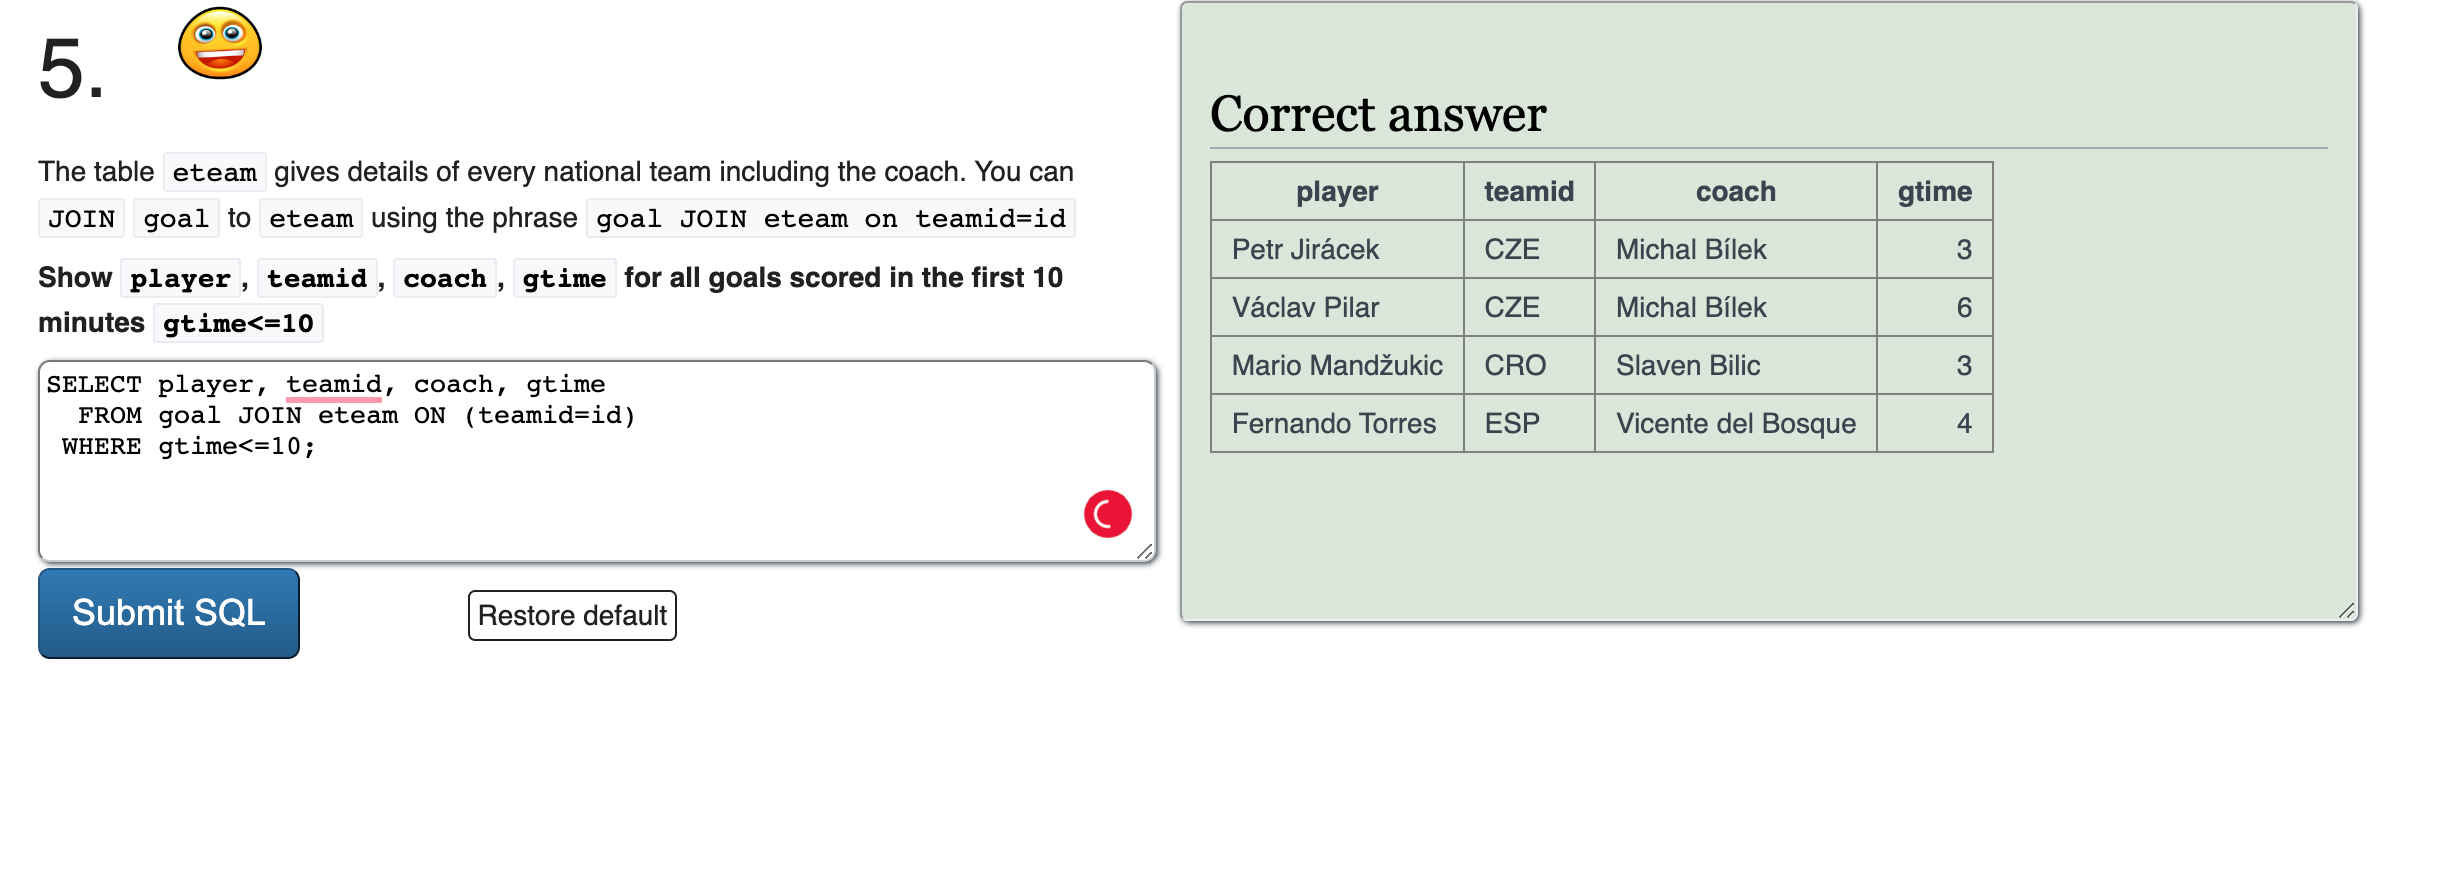 5.
The table eteam gives details of every national team including the coach. You can
JOIN goal to eteam using the phrase goal JOIN eteam on teamid=id
Show player, teamid, coach, gtime for all goals scored in the first 10
minutes gtime<=10
SELECT player, teamid, coach, gtime
FROM goal JOIN eteam ON (teamid=id)
WHERE gtime<=10;
Submit SQL
Restore default
Correct answer
player teamid coach gtime
Petr Jirácek CZE Michal Bílek 3
Václav Pilar CZE Michal Bílek 6
Mario Mandžukic CRO Slaven Bilic 3
Fernando Torres ESP Vicente del Bosque 4